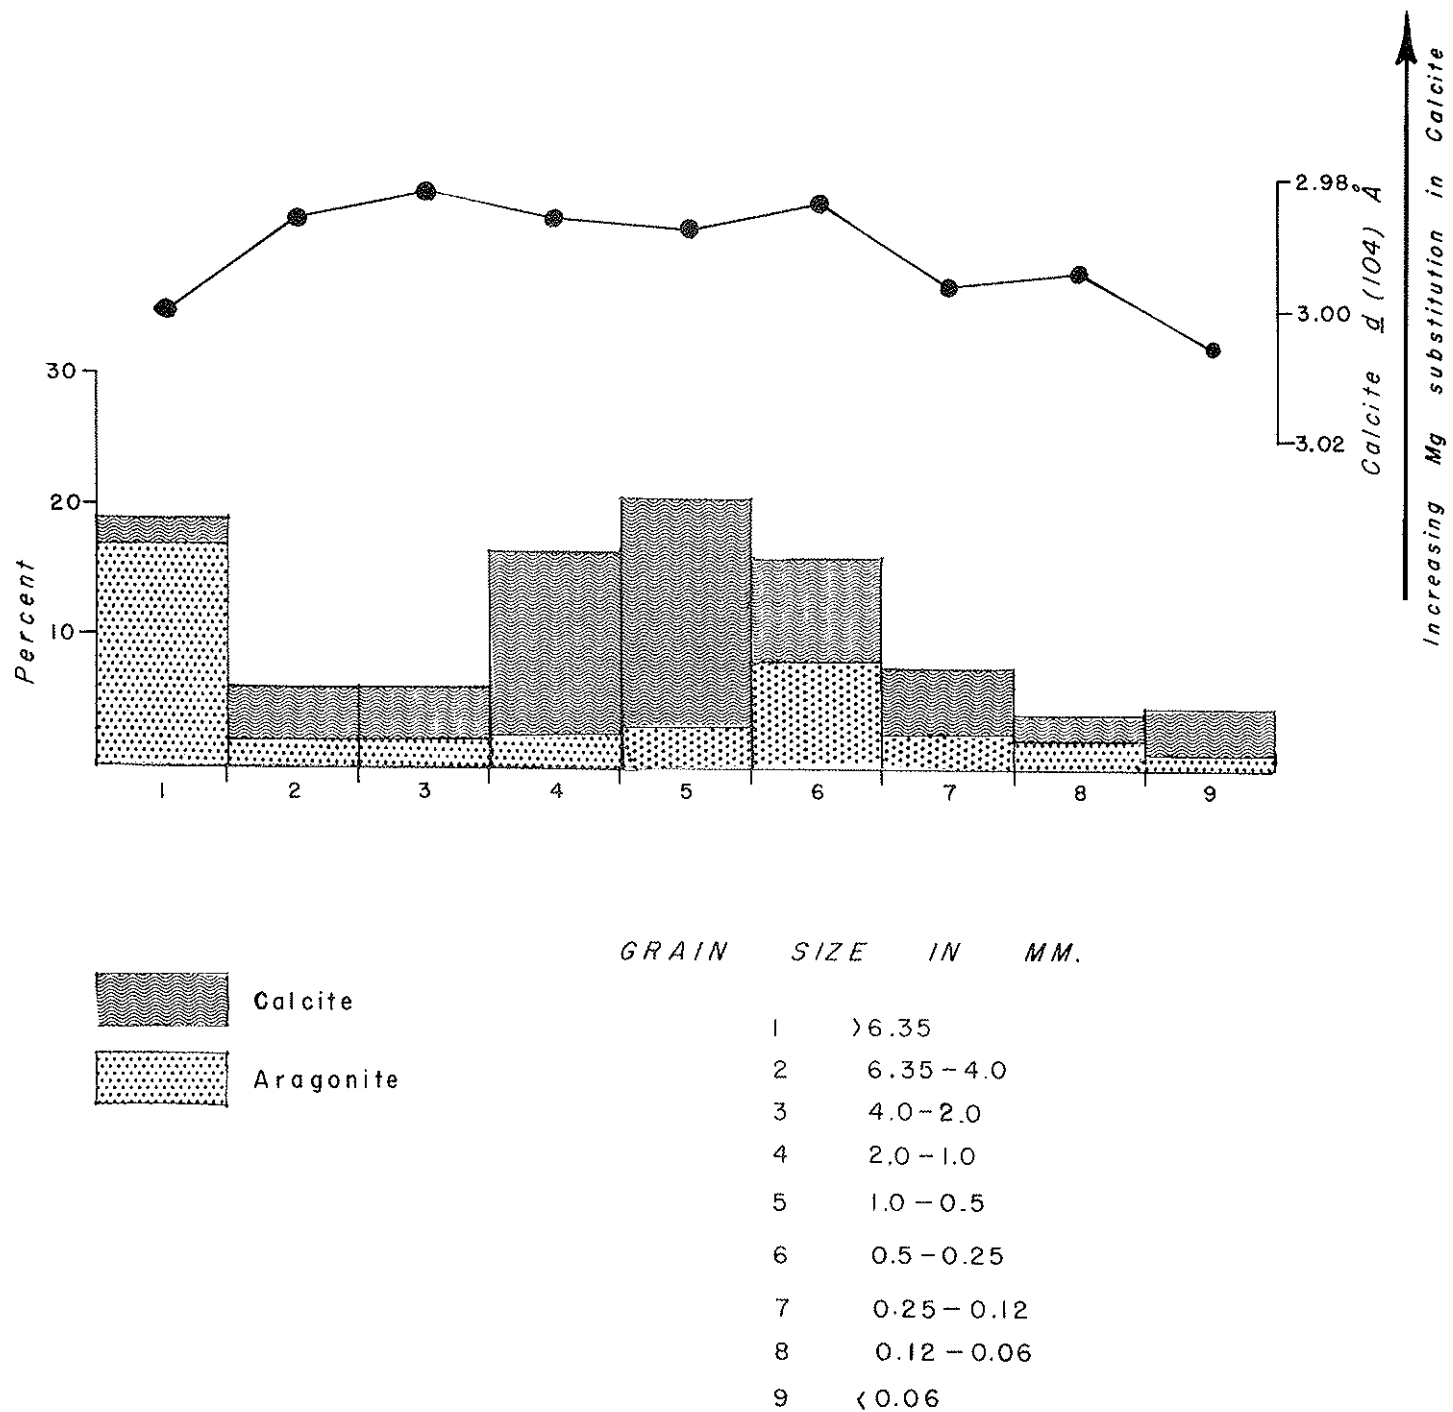 2.98
3.00
3.02
Calcite d (104) Å
Increasing Mg substitution in Calcite
30
20
10
Percent
1 2 3 4 5 6 7 8 9
Calcite
Aragonite
GRAIN SIZE IN MM.
1 >6.35
2 6.35-4.0
3 4.0-2.0
4 2.0-1.0
5 1.0-0.5
6 0.5-0.25
7 0.25-0.12
8 0.12-0.06
9 <0.06